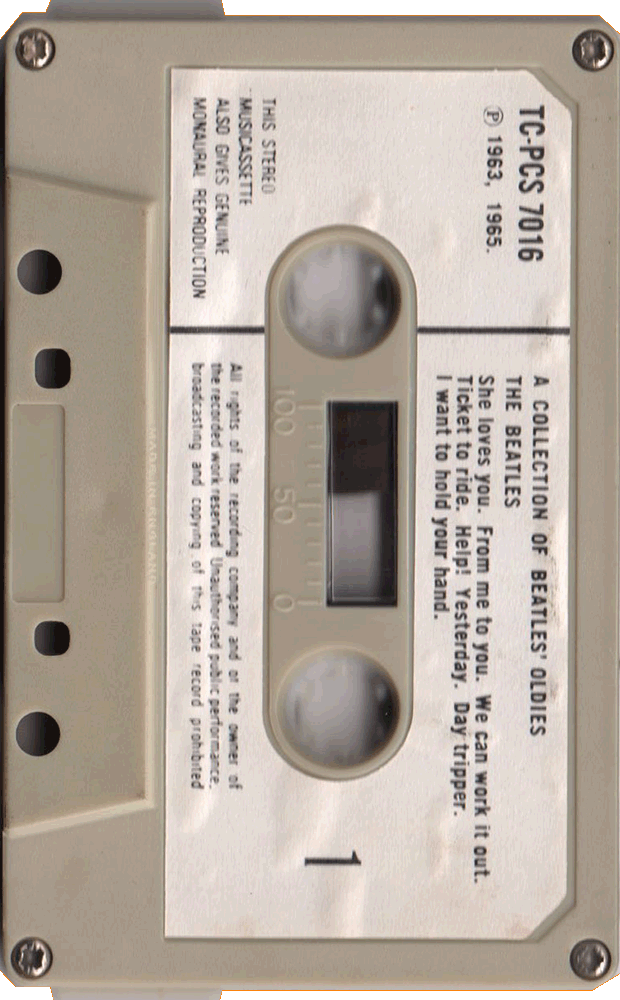 TC-PCS 7016
℗ 1963, 1965.
A COLLECTION OF BEATLES' OLDIES
THE BEATLES
She loves you. From me to you. We can work it out.
Ticket to ride. Help! Yesterday. Day tripper.
I want to hold your hand.
100 50 0
1
THIS STEREO
MUSICASSETTE
ALSO GIVES GENUINE
MONAURAL REPRODUCTION
All rights of the recording company and of the owner of
the recorded work reserved Unauthorised public performance,
broadcasting and copying of this tape record prohibited
MADE IN ENGLAND